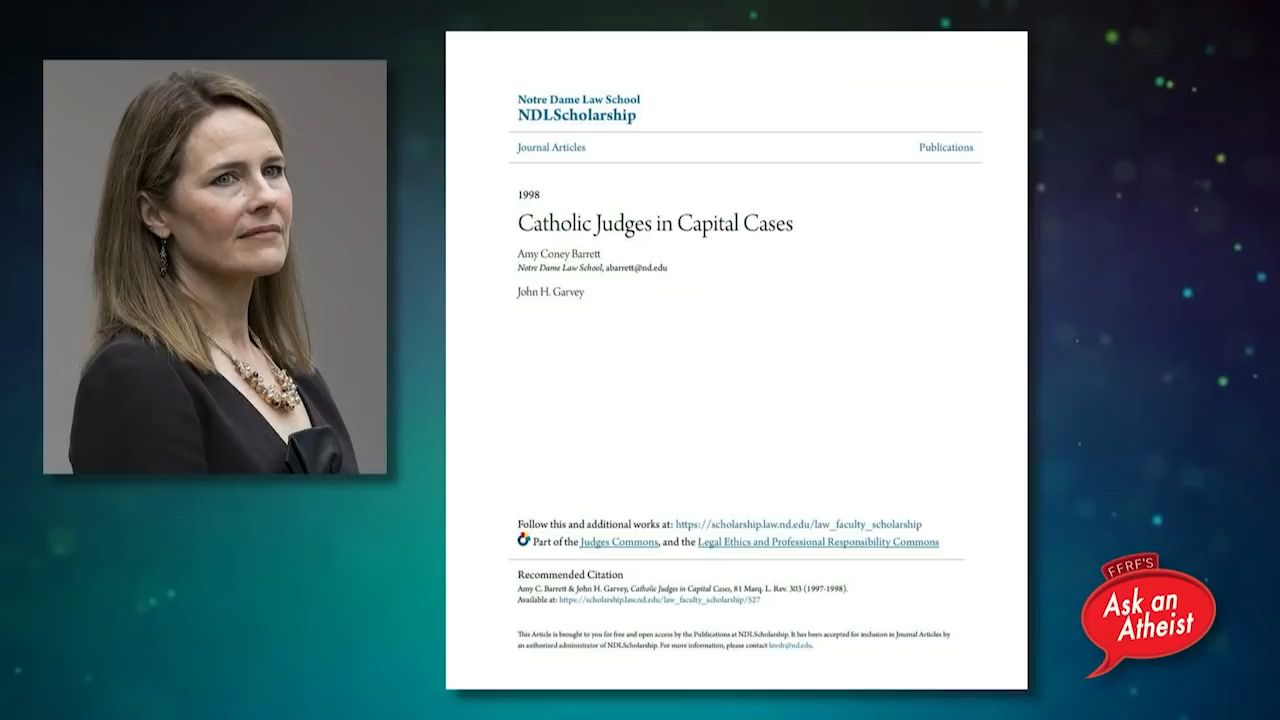 Notre Dame Law School
NDLScholarship
Journal Articles
Publications
1998
Catholic Judges in Capital Cases
Amy Coney Barrett
Notre Dame Law School, abarrett@nd.edu
John H. Garvey
Follow this and additional works at: https://scholarship.law.nd.edu/law_faculty_scholarship
Part of the Judges Commons, and the Legal Ethics and Professional Responsibility Commons
Recommended Citation
Amy C. Barrett & John H. Garvey, Catholic Judges in Capital Cases, 81 Marq. L. Rev. 303 (1997-1998).
Available at: https://scholarship.law.nd.edu/law_faculty_scholarship/527
This Article is brought to you for free and open access by the Publications at NDLScholarship. It has been accepted for inclusion in Journal Articles by
an authorized administrator of NDLScholarship. For more information, please contact lawdr@nd.edu.
FFRF'S
Ask an
Atheist